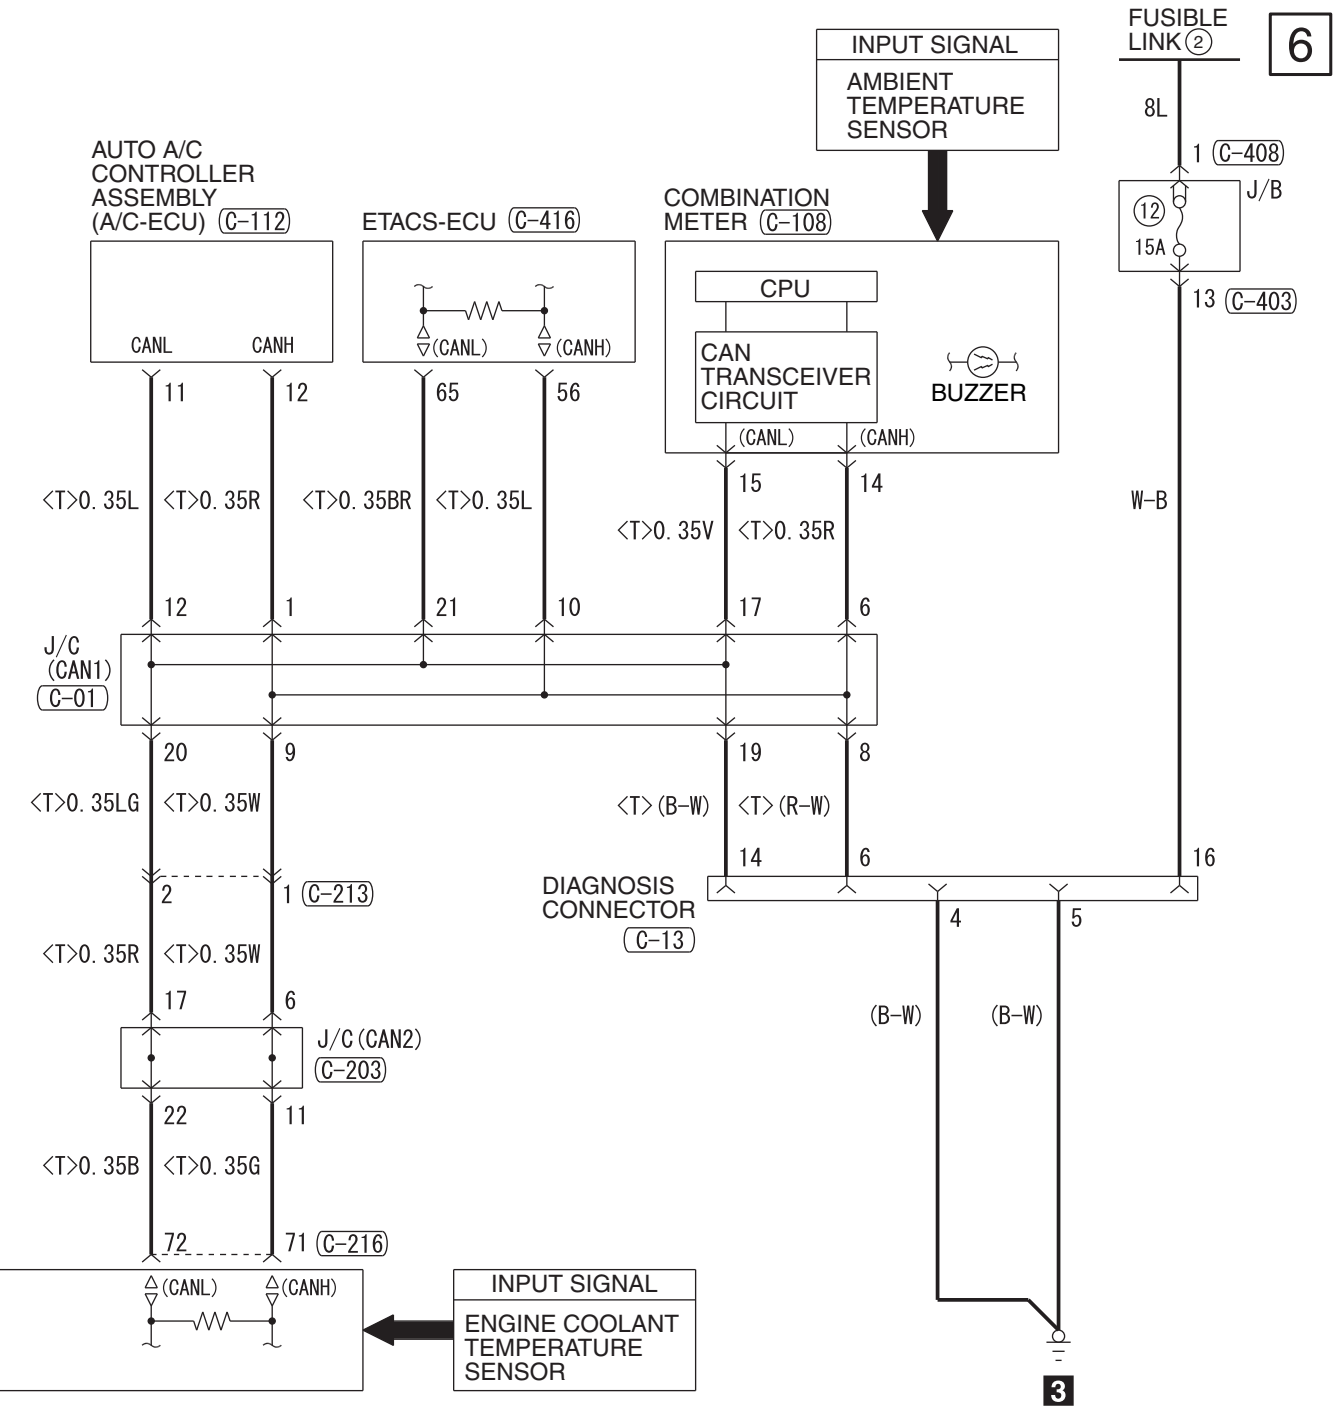 FUSIBLE
LINK ②
6
8L
1 C-408
J/B
12
15A
13 C-403
W-B
16
INPUT SIGNAL
AMBIENT
TEMPERATURE
SENSOR
AUTO A/C
CONTROLLER
ASSEMBLY
(A/C-ECU) C-112
CANL CANH
11 12
ETACS-ECU C-416
(CANL) (CANH)
65 56
COMBINATION
METER C-108
CPU
CAN
TRANSCEIVER
CIRCUIT
BUZZER
(CANL) (CANH)
15 14
<T>0.35L <T>0.35R <T>0.35BR <T>0.35L
<T>0.35V <T>0.35R
12 1 21 10 17 6
J/C
(CAN1)
C-01
20 9 19 8
<T>0.35LG <T>0.35W <T>(B-W) <T>(R-W)
14 6
2 1 C-213
DIAGNOSIS
CONNECTOR
C-13
4 5
<T>0.35R <T>0.35W
17 6
(B-W) (B-W)
J/C(CAN2)
C-203
22 11
<T>0.35B <T>0.35G
72 71 C-216
(CANL) (CANH)
INPUT SIGNAL
ENGINE COOLANT
TEMPERATURE
SENSOR
3